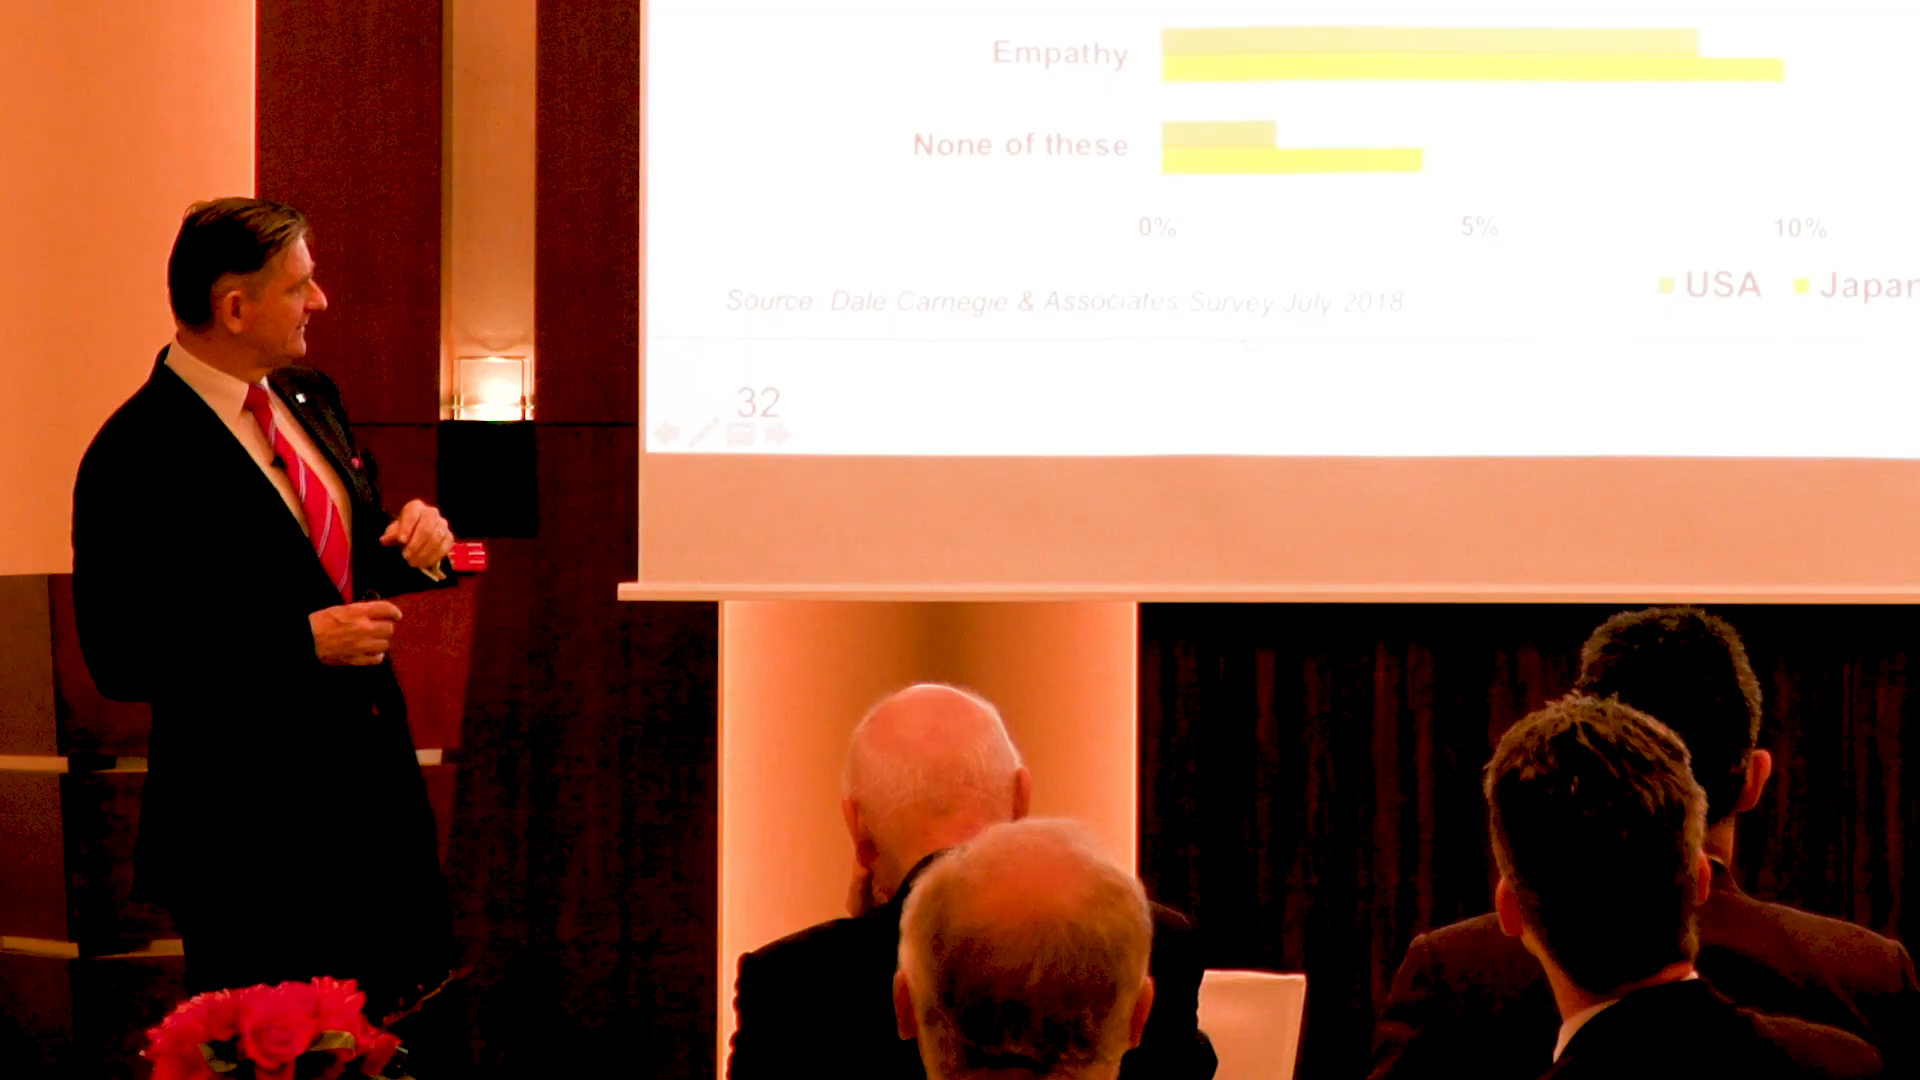 Empathy
None of these
0% 5% 10%
USA Japan
Source: Dale Carnegie & Associates Survey July 2018
32